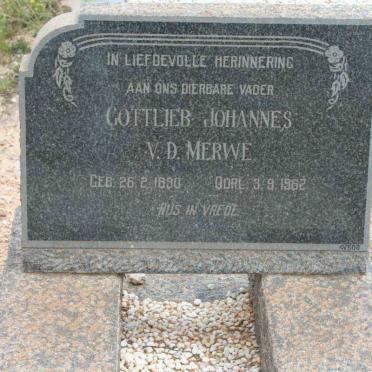 IN LIEFDEVOLLE HERINNERING
AAN ONS DIERBARE VADER
GOTTLIEB JOHANNES
V.D. MERWE
GEB. 26.2.1890 OORL. 3.9.1962
RUS IN VREDE